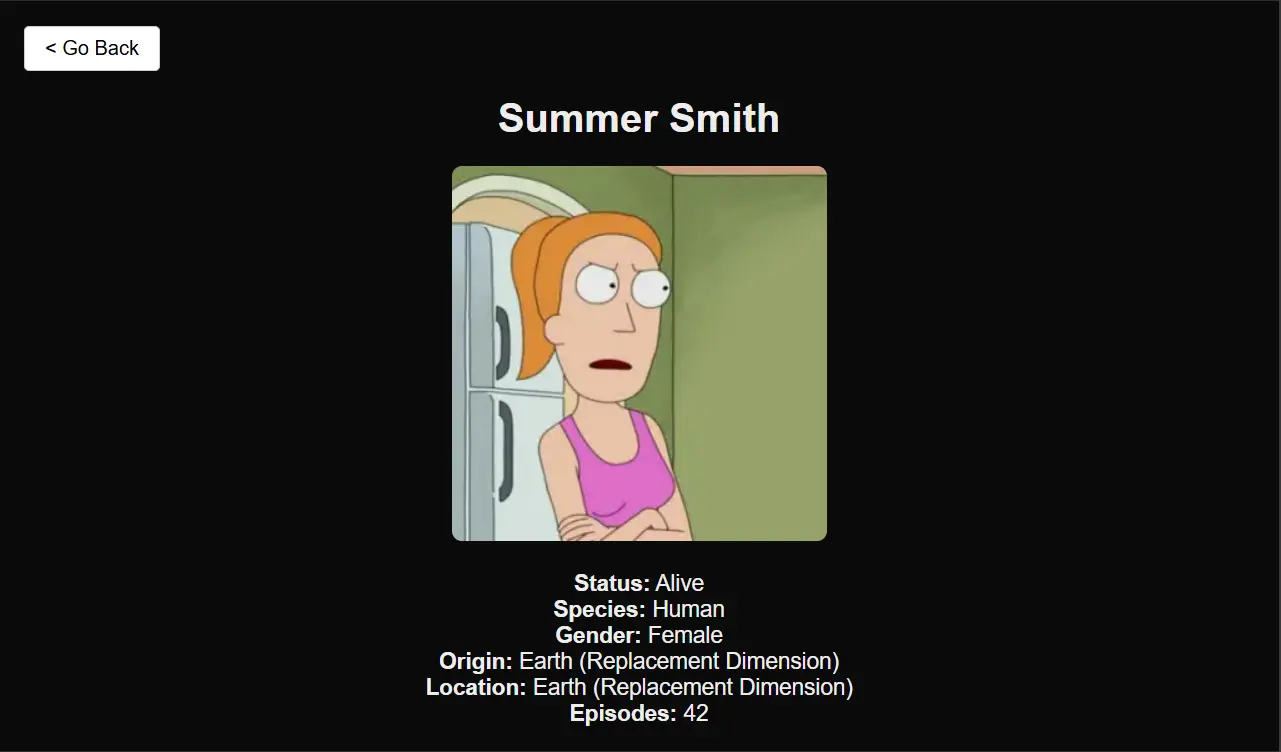 < Go Back
Summer Smith
Status: Alive
Species: Human
Gender: Female
Origin: Earth (Replacement Dimension)
Location: Earth (Replacement Dimension)
Episodes: 42